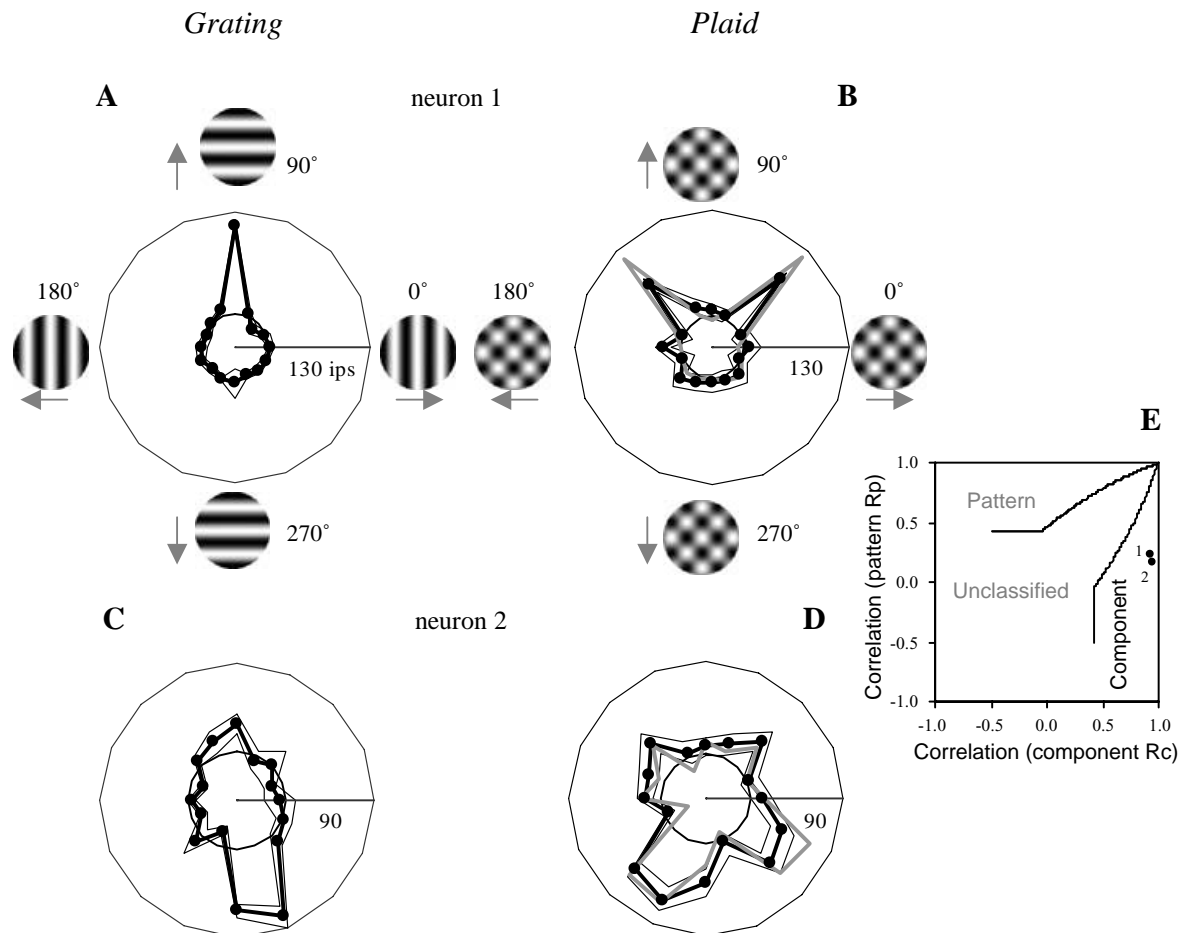 Grating
Plaid
A
neuron 1
B
90˚
90˚
180˚
0˚
180˚
0˚
130 ips
130
270˚
270˚
E
Correlation (pattern Rp)
1.0
0.5
0.0
-0.5
-1.0
Pattern
Unclassified
Component
1
2
-1.0
-0.5
0.0
0.5
1.0
Correlation (component Rc)
C
neuron 2
D
90
90